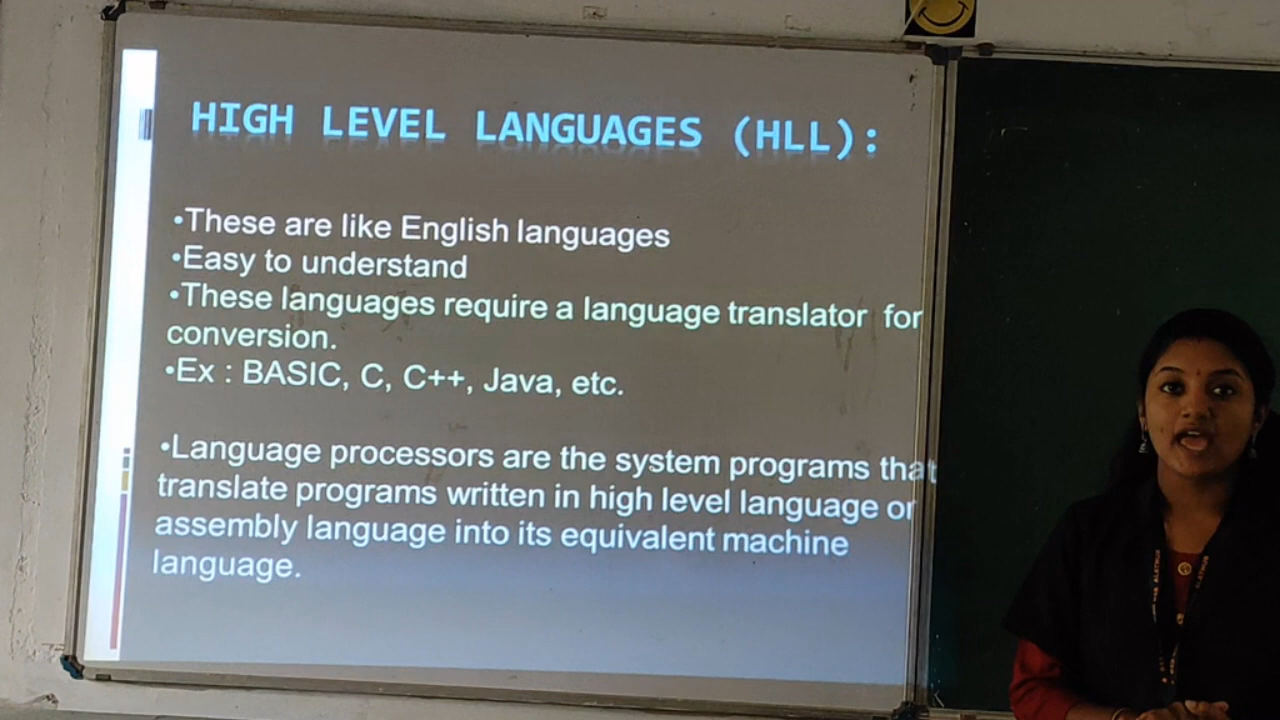 HIGH LEVEL LANGUAGES (HLL):
•These are like English languages
•Easy to understand
•These languages require a language translator for
conversion.
•Ex : BASIC, C, C++, Java, etc.
•Language processors are the system programs that
translate programs written in high level language or
assembly language into its equivalent machine
language.